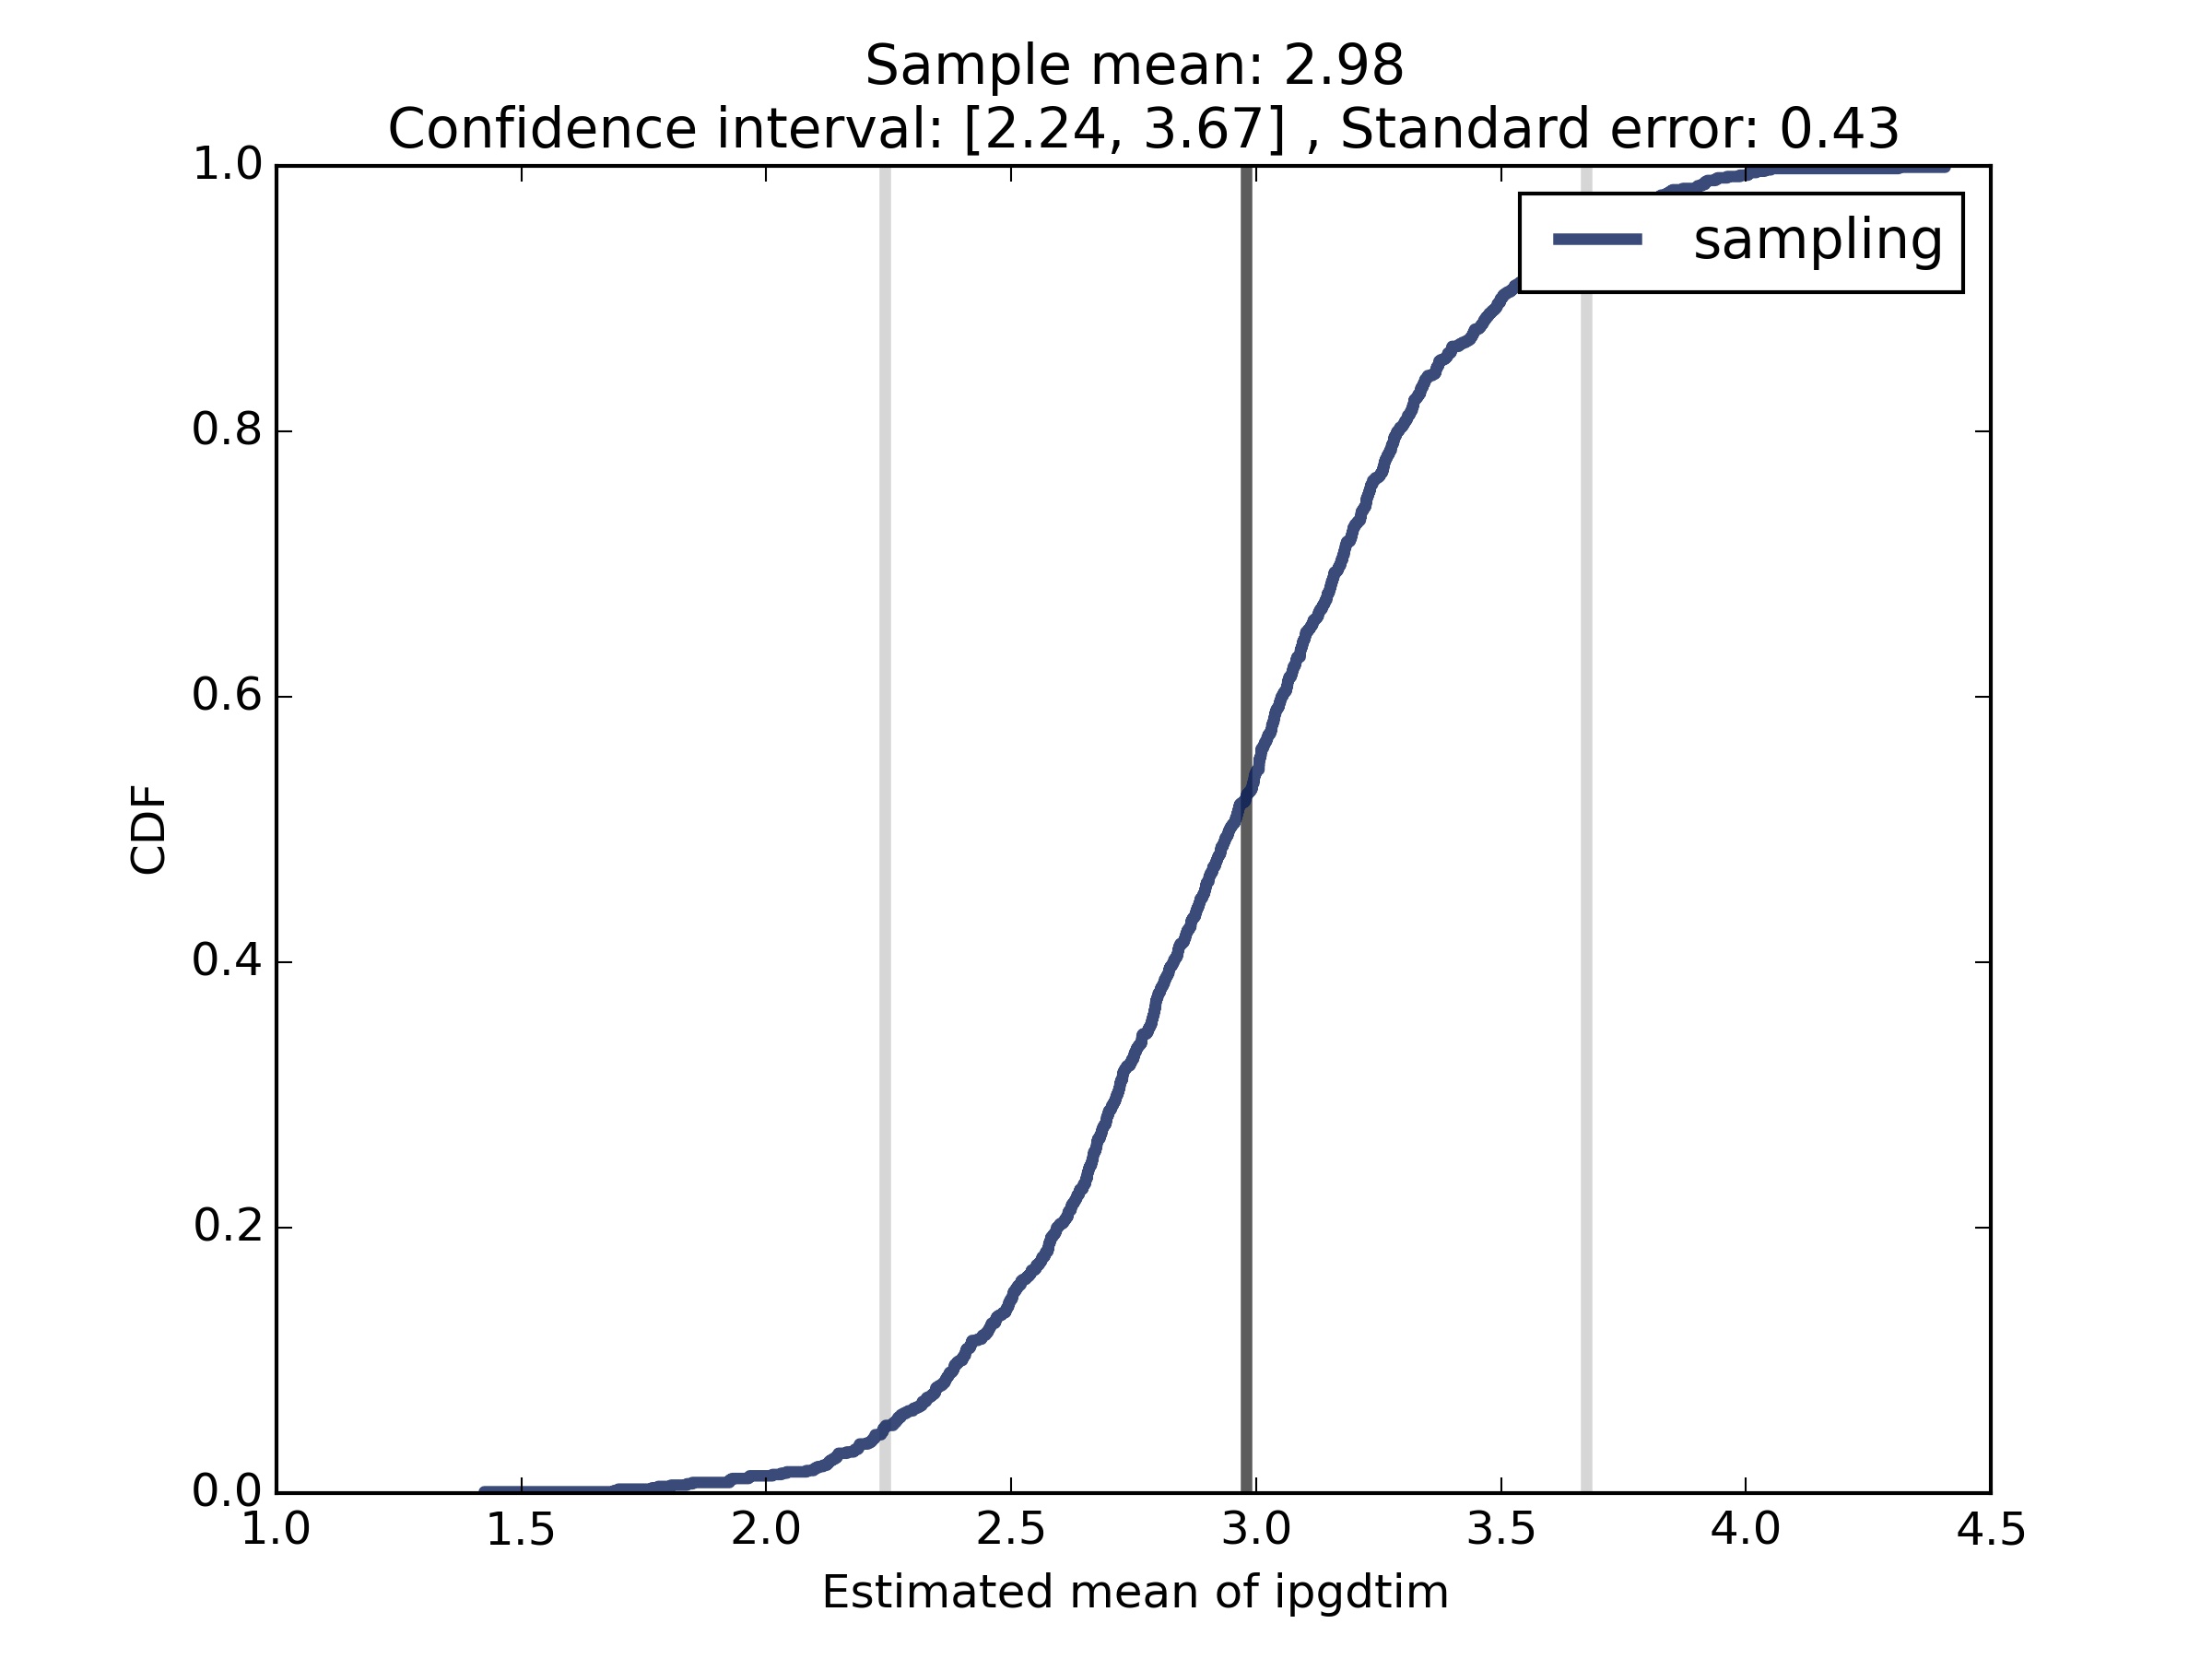 Sample mean: 2.98
Confidence interval: [2.24, 3.67] , Standard error: 0.43
1.0
sampling
0.8
0.6
CDF
0.4
0.2
0.0
1.0 1.5 2.0 2.5 3.0 3.5 4.0 4.5
Estimated mean of ipgdtim